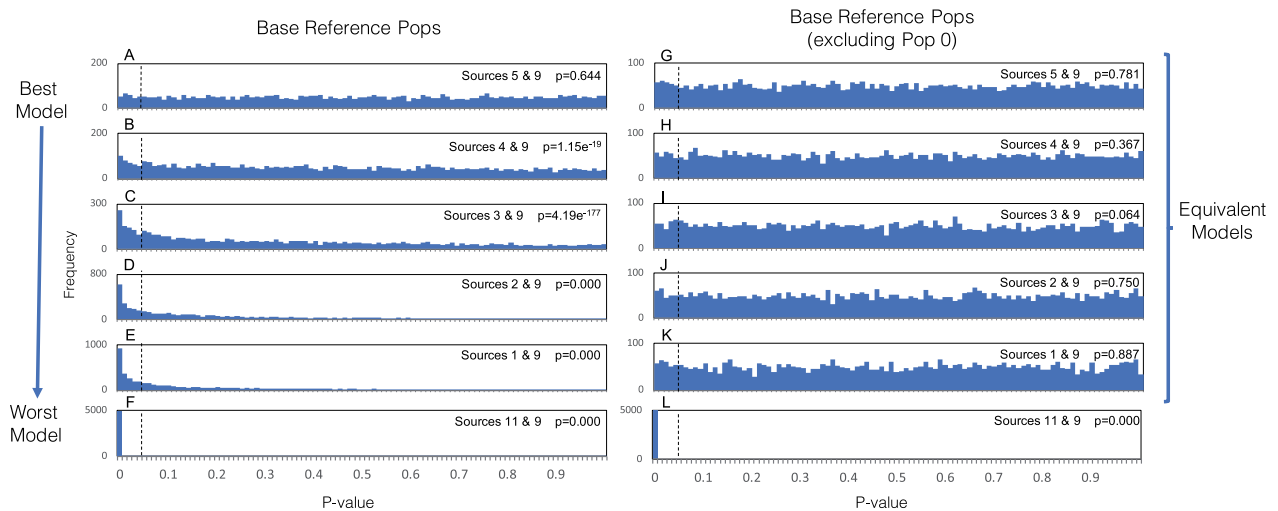 Base Reference Pops
Base Reference Pops
(excluding Pop 0)
Best
Model
Worst
Model
Frequency
A
200
0
Sources 5 & 9 p=0.644
B
200
0
Sources 4 & 9 p=1.15e-19
C
300
0
Sources 3 & 9 p=4.19e-177
D
800
0
Sources 2 & 9 p=0.000
E
1000
0
Sources 1 & 9 p=0.000
F
5000
0
Sources 11 & 9 p=0.000
0 0.1 0.2 0.3 0.4 0.5 0.6 0.7 0.8 0.9
P-value
G
100
0
Sources 5 & 9 p=0.781
H
100
0
Sources 4 & 9 p=0.367
I
100
0
Sources 3 & 9 p=0.064
J
100
0
Sources 2 & 9 p=0.750
K
100
0
Sources 1 & 9 p=0.887
L
5000
0
Sources 11 & 9 p=0.000
0 0.1 0.2 0.3 0.4 0.5 0.6 0.7 0.8 0.9
P-value
Equivalent
Models